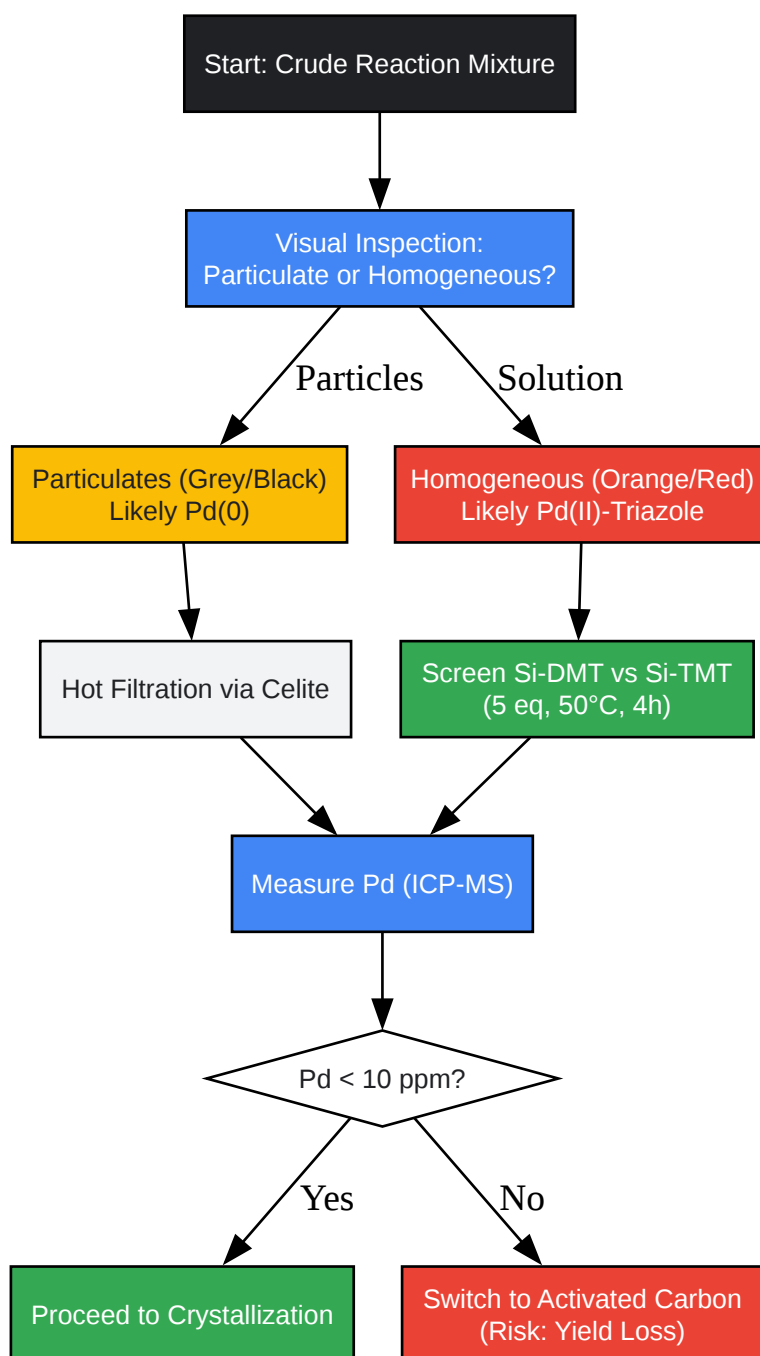 Start: Crude Reaction Mixture
Visual Inspection:
Particulate or Homogeneous?
Particles
Solution
Particulates (Grey/Black)
Likely Pd(0)
Homogeneous (Orange/Red)
Likely Pd(II)-Triazole
Hot Filtration via Celite
Screen Si-DMT vs Si-TMT
(5 eq, 50°C, 4h)
Measure Pd (ICP-MS)
Pd < 10 ppm?
Yes
No
Proceed to Crystallization
Switch to Activated Carbon
(Risk: Yield Loss)